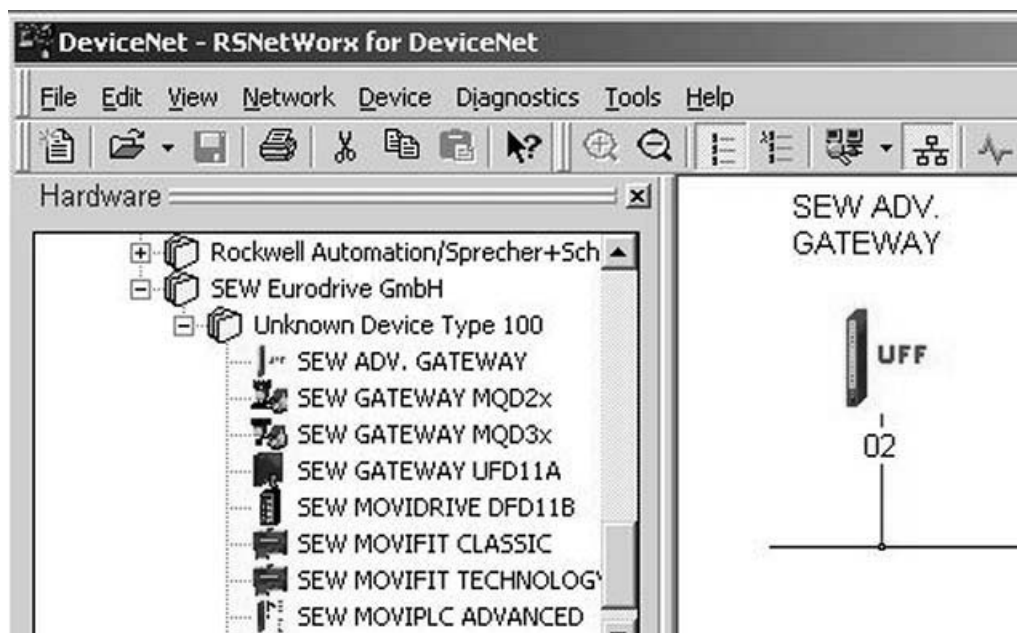 DeviceNet - RSNetWorx for DeviceNet
File Edit View Network Device Diagnostics Tools Help
Hardware
Rockwell Automation/Sprecher+Sch
SEW Eurodrive GmbH
Unknown Device Type 100
SEW ADV. GATEWAY
SEW GATEWAY MQD2x
SEW GATEWAY MQD3x
SEW GATEWAY UFD11A
SEW MOVIDRIVE DFD11B
SEW MOVIFIT CLASSIC
SEW MOVIFIT TECHNOLOGY
SEW MOVIPLC ADVANCED
SEW ADV.
GATEWAY
UFF
02